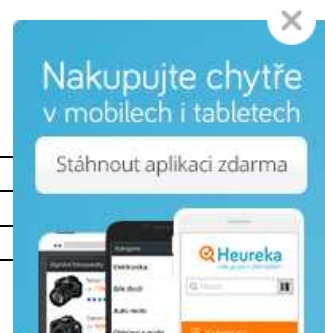 Nakupujte chytře
v mobilech i tabletech
Stáhnout aplikaci zdarma
Heureka
Elektronika
Bílé zboží
Auto-moto